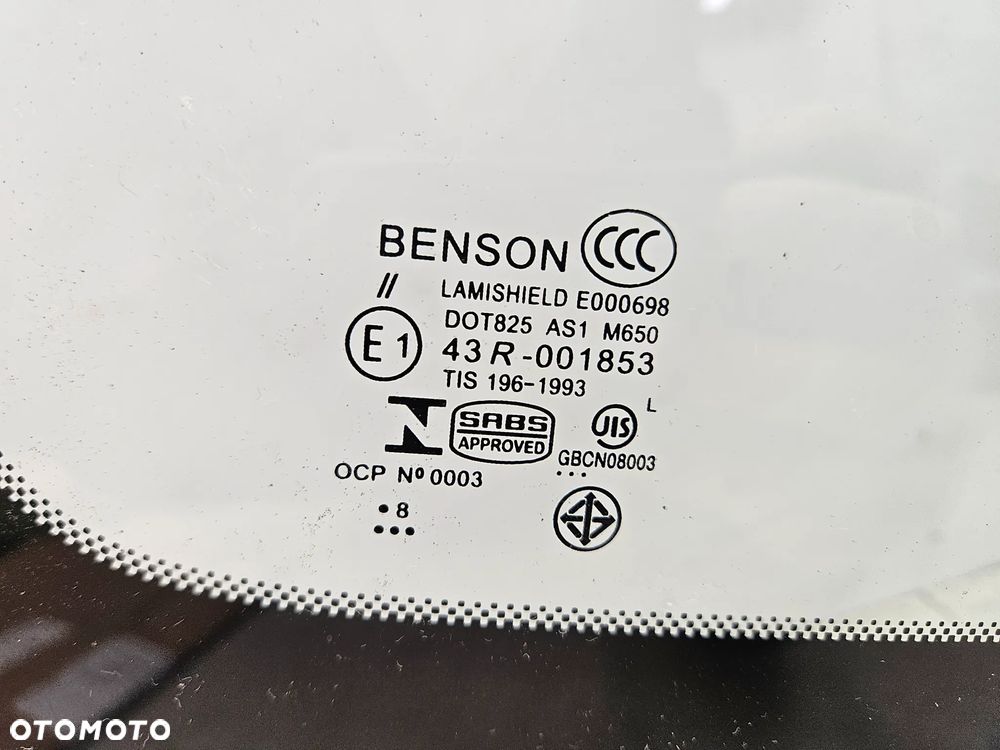 BENSON CCC
// LAMISHIELD E000698
DOT825 AS1 M650
E1 43R-001853
TIS 196-1993
L
SABS
APPROVED
JIS
GBCN08003
OCP Nº 0003
8
OTOMOTO